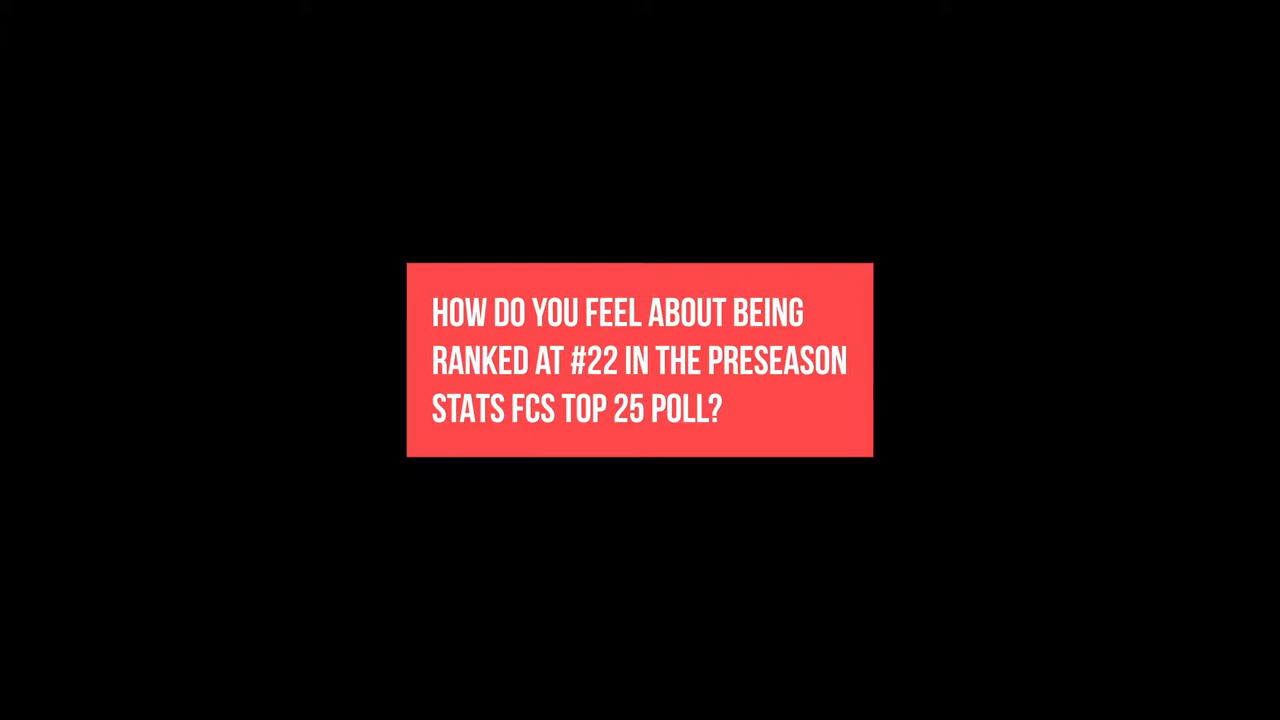 HOW DO YOU FEEL ABOUT BEING
RANKED AT #22 IN THE PRESEASON
STATS FCS TOP 25 POLL?